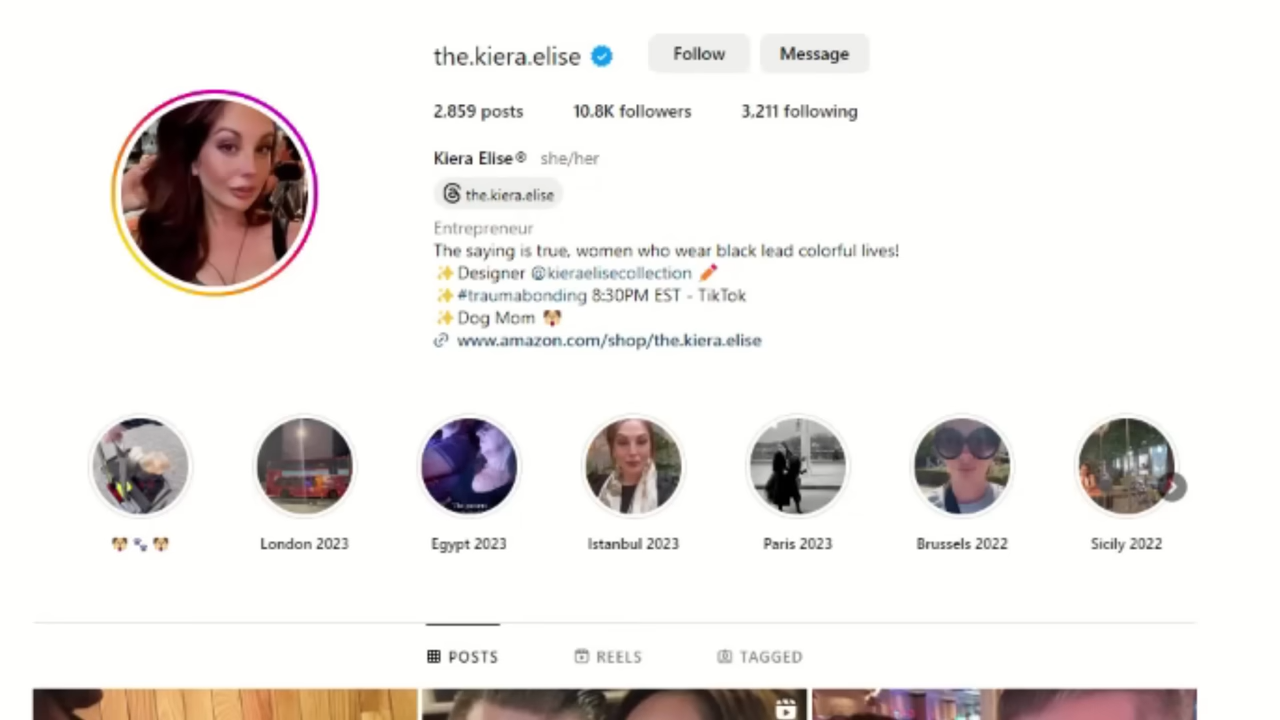 the.kiera.elise Follow Message
2,859 posts 10.8K followers 3,211 following
Kiera Elise® she/her
the.kiera.elise
Entrepreneur
The saying is true, women who wear black lead colorful lives!
✨Designer @kieraelisecollection ✏️
✨#traumabonding 8:30PM EST - TikTok
✨Dog Mom 🐶
www.amazon.com/shop/the.kiera.elise
🐶 🐾 🐶 London 2023 Egypt 2023 Istanbul 2023 Paris 2023 Brussels 2022 Sicily 2022
POSTS REELS TAGGED